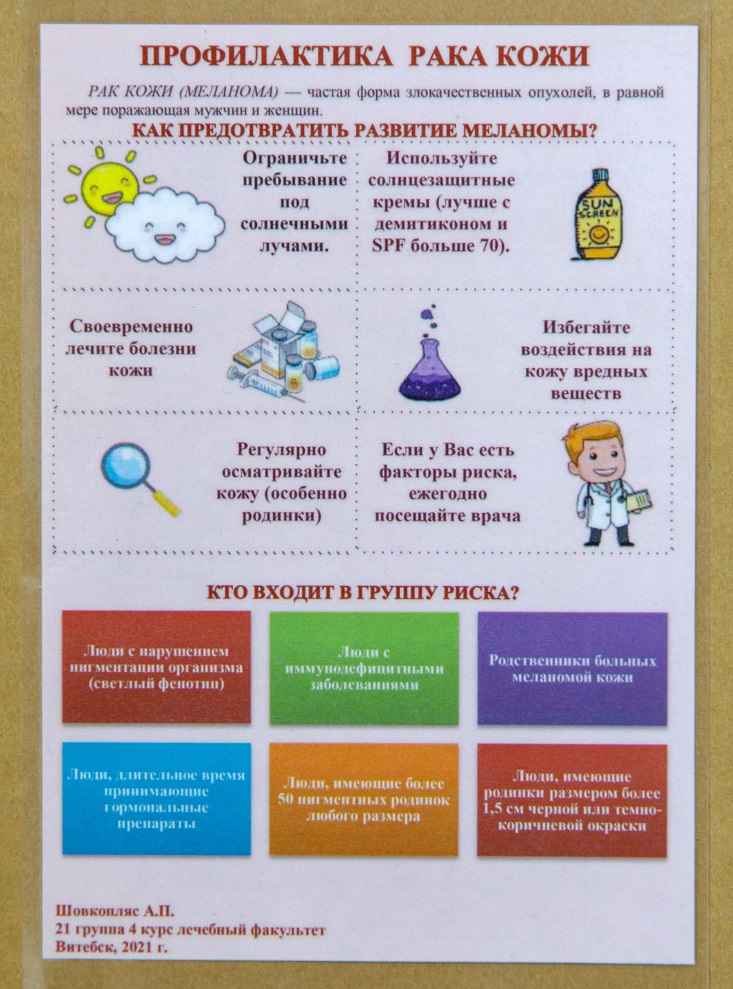 ПРОФИЛАКТИКА РАКА КОЖИ
РАК КОЖИ (МЕЛАНОМА) — частая форма злокачественных опухолей, в равной
мере поражающая мужчин и женщин.
КАК ПРЕДОТВРАТИТЬ РАЗВИТИЕ МЕЛАНОМЫ?
Ограничьте
пребывание
под
солнечными
лучами.
Используйте
солнцезащитные
кремы (лучше с
демитиконом и
SPF больше 70).
SUN
SCREEN
Своевременно
лечите болезни
кожи
Избегайте
воздействия на
кожу вредных
веществ
Регулярно
осматривайте
кожу (особенно
родинки)
Если у Вас есть
факторы риска,
ежегодно
посещайте врача
КТО ВХОДИТ В ГРУППУ РИСКА?
Люди с нарушением
пигментации организма
(светлый фенотип)
Люди с
иммунодефицитными
заболеваниями
Родственники больных
меланомой кожи
Люди, длительное время
принимающие
гормональные
препараты
Люди, имеющие более
50 пигментных родинок
любого размера
Люди, имеющие
родинки размером более
1,5 см черной или темно-
коричневой окраски
Шовкопляс А.П.
21 группа 4 курс лечебный факультет
Витебск, 2021 г.